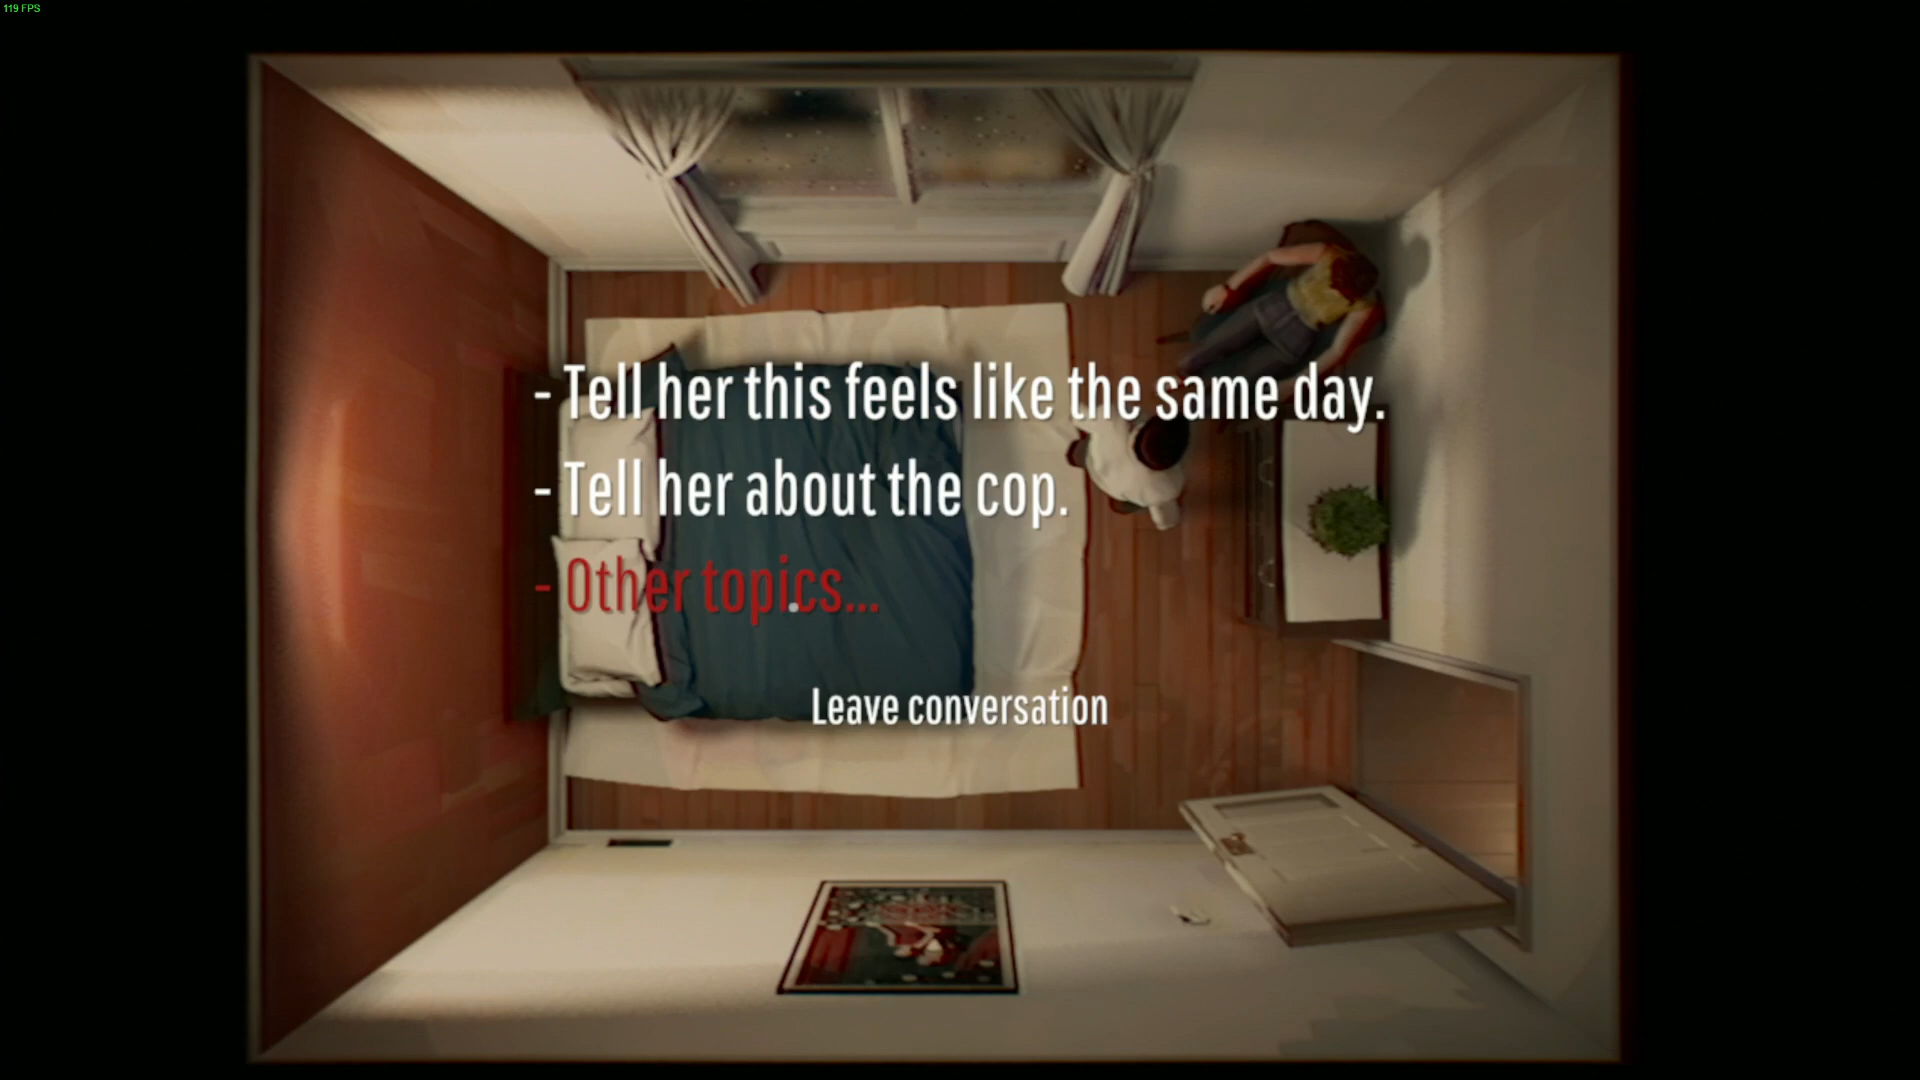 119 FPS
- Tell her this feels like the same day.
- Tell her about the cop.
- Other topics...
Leave conversation